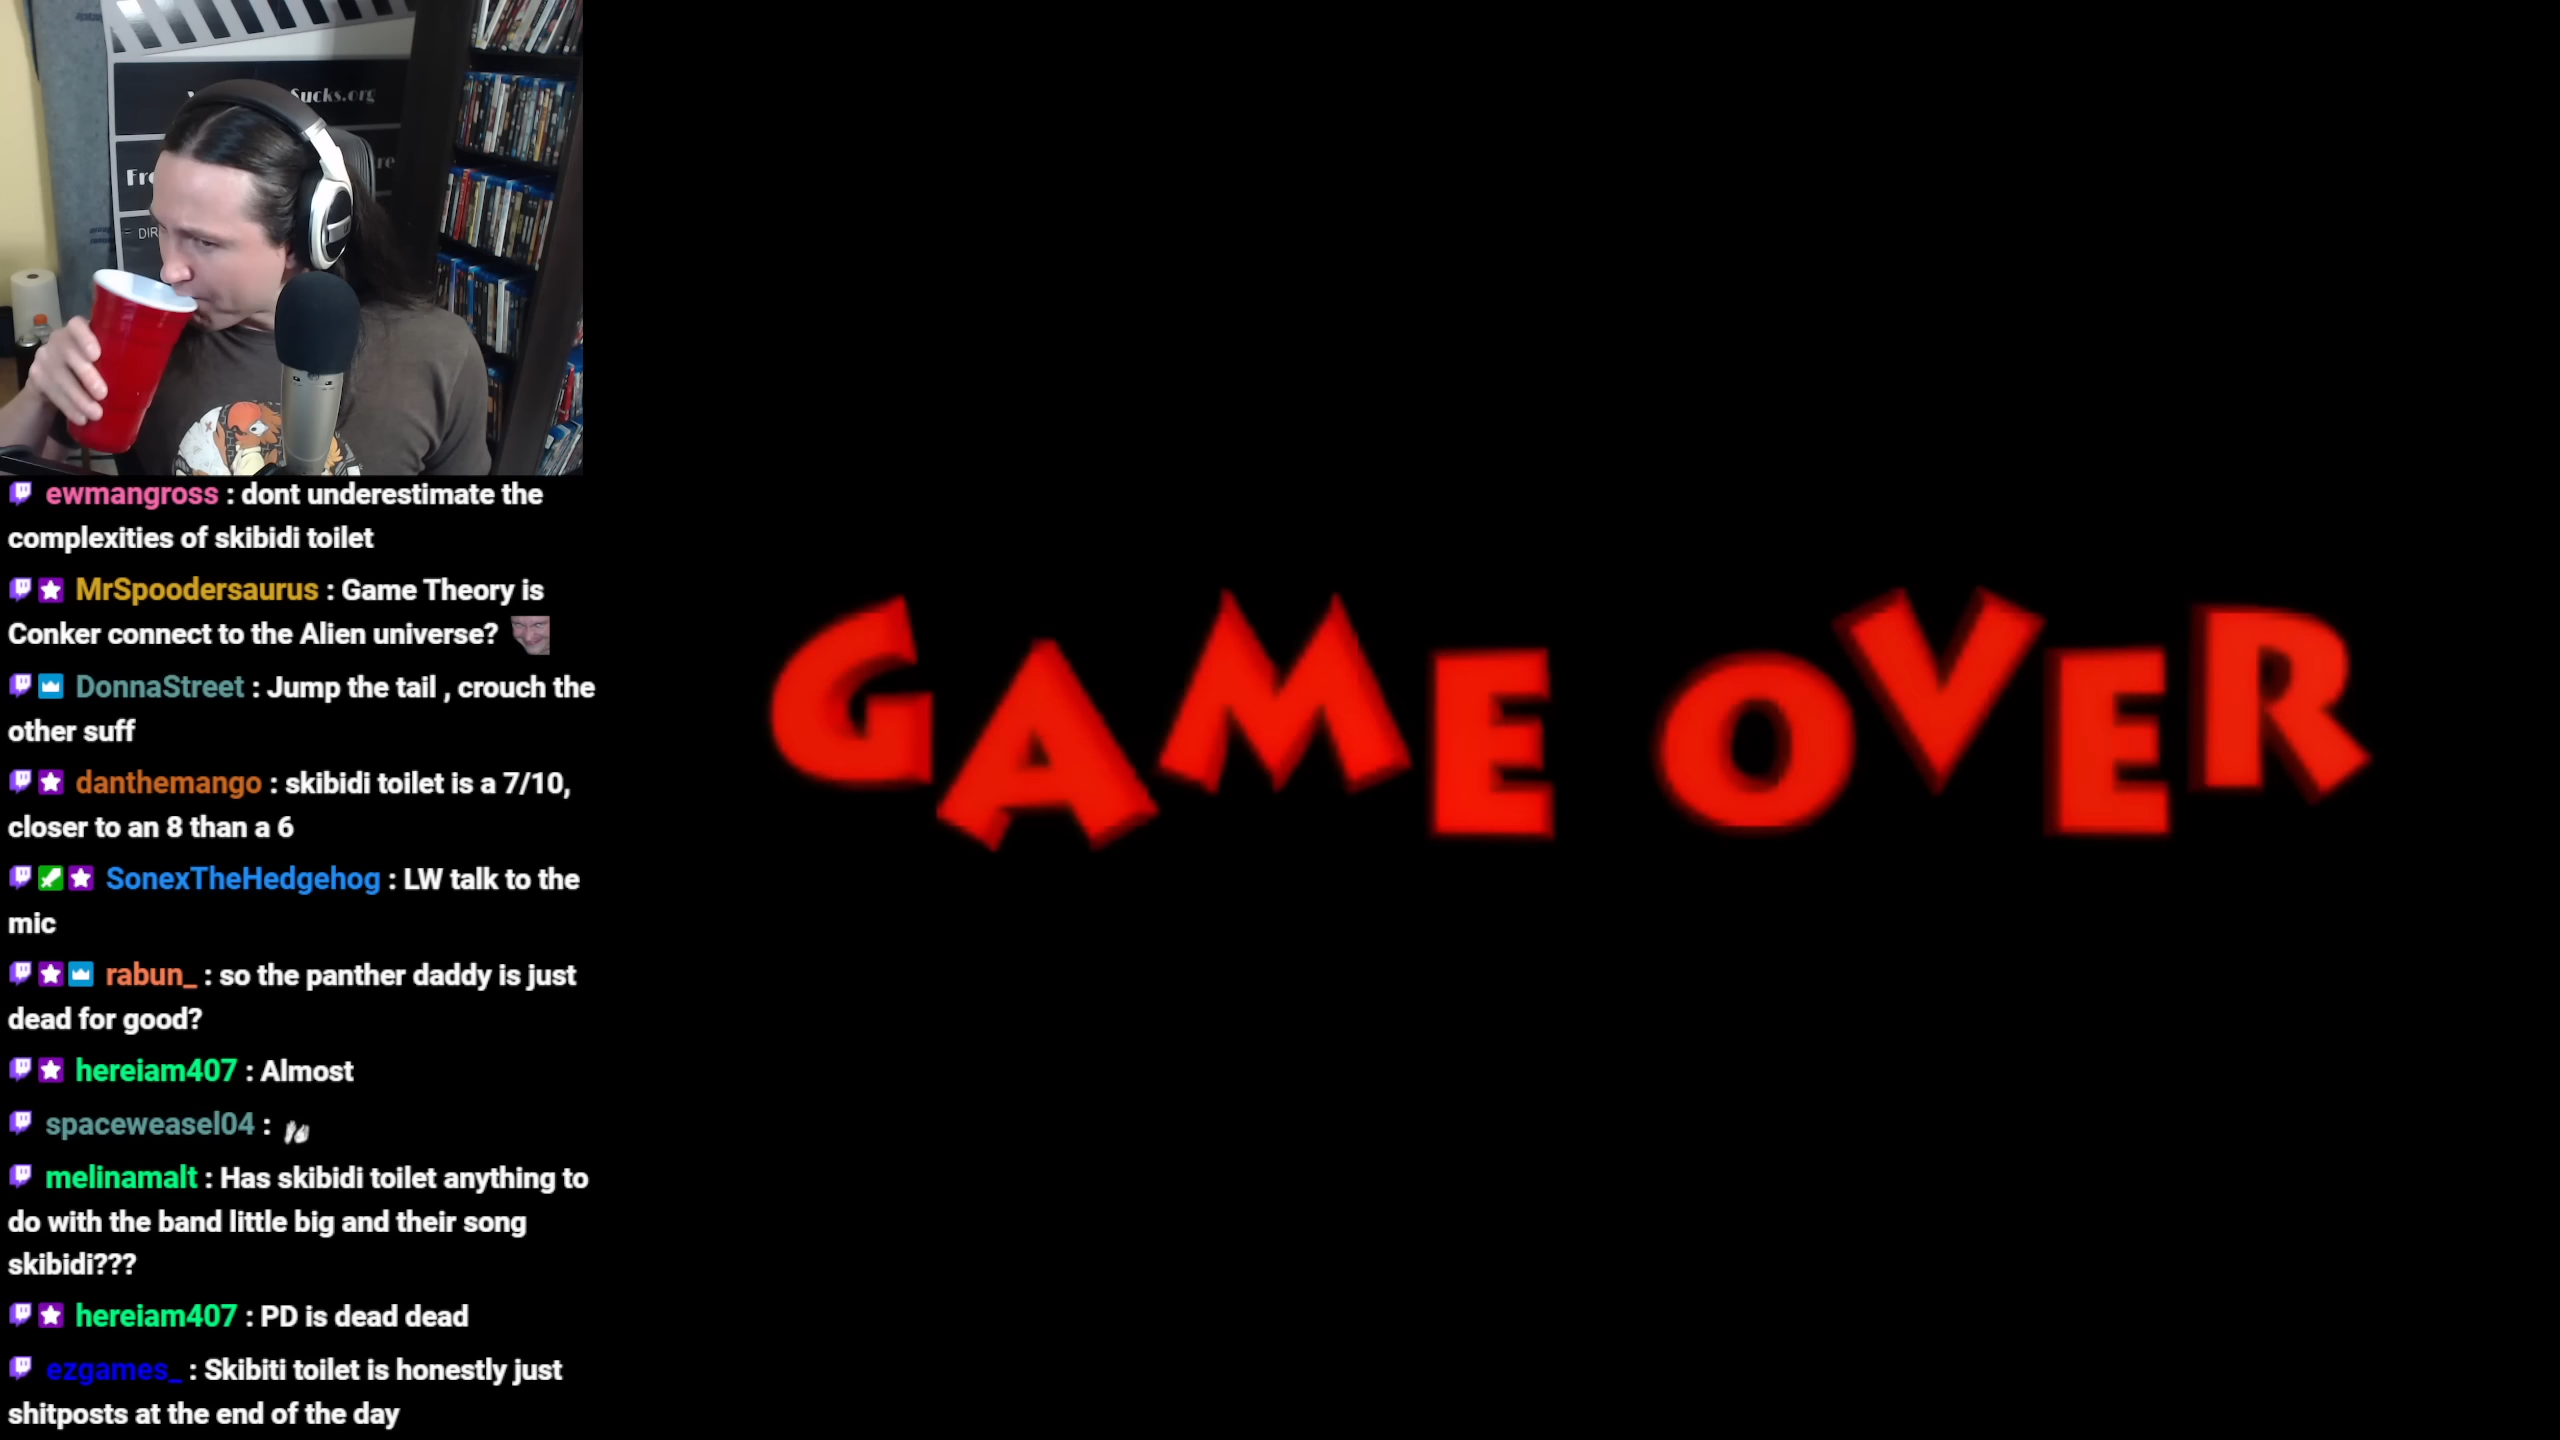 Sucks.org
DIR
ewmangross : dont underestimate the
complexities of skibidi toilet
MrSpoodersaurus : Game Theory is
Conker connect to the Alien universe?
DonnaStreet : Jump the tail , crouch the
other suff
danthemango : skibidi toilet is a 7/10,
closer to an 8 than a 6
SonexTheHedgehog : LW talk to the
mic
rabun_ : so the panther daddy is just
dead for good?
hereiam407 : Almost
spaceweasel04 :
melinamalt : Has skibidi toilet anything to
do with the band little big and their song
skibidi???
hereiam407 : PD is dead dead
ezgames_ : Skibiti toilet is honestly just
shitposts at the end of the day
GAME OVER